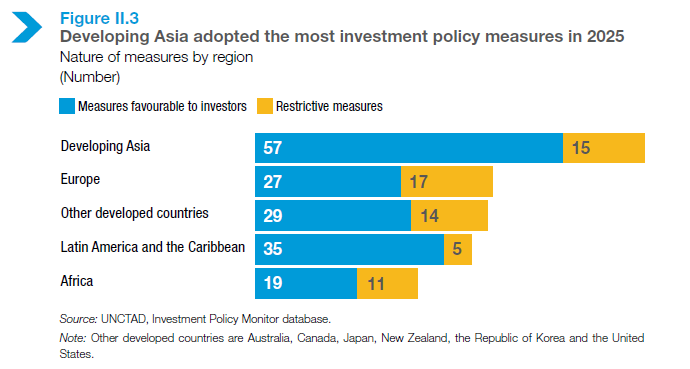 Figure II.3
Developing Asia adopted the most investment policy measures in 2025
Nature of measures by region
(Number)
Measures favourable to investors Restrictive measures
Developing Asia 57 15
Europe 27 17
Other developed countries 29 14
Latin America and the Caribbean 35 5
Africa 19 11
Source: UNCTAD, Investment Policy Monitor database.
Note: Other developed countries are Australia, Canada, Japan, New Zealand, the Republic of Korea and the United
States.